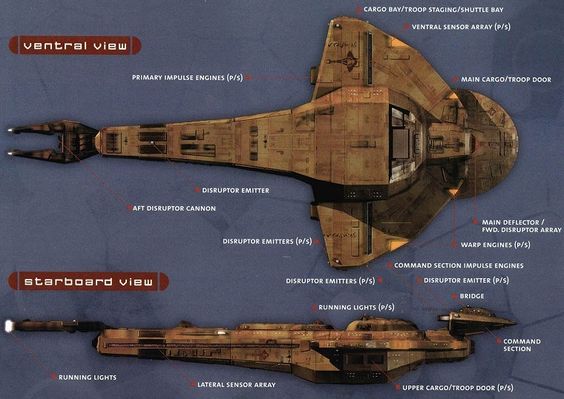 CARGO BAY/TROOP STAGING/SHUTTLE BAY
VENTRAL VIEW
VENTRAL SENSOR ARRAY (P/S)
PRIMARY IMPULSE ENGINES (P/S)
MAIN CARGO/TROOP DOOR
DISRUPTOR EMITTER
AFT DISRUPTOR CANNON
MAIN DEFLECTOR /
FWD. DISRUPTOR ARRAY
DISRUPTOR EMITTERS (P/S)
WARP ENGINES (P/S)
COMMAND SECTION IMPULSE ENGINES
STARBOARD VIEW
DISRUPTOR EMITTERS (P/S)
DISRUPTOR EMITTER (P/S)
BRIDGE
RUNNING LIGHTS (P/S)
COMMAND
SECTION
RUNNING LIGHTS
LATERAL SENSOR ARRAY
UPPER CARGO/TROOP DOOR (P/S)